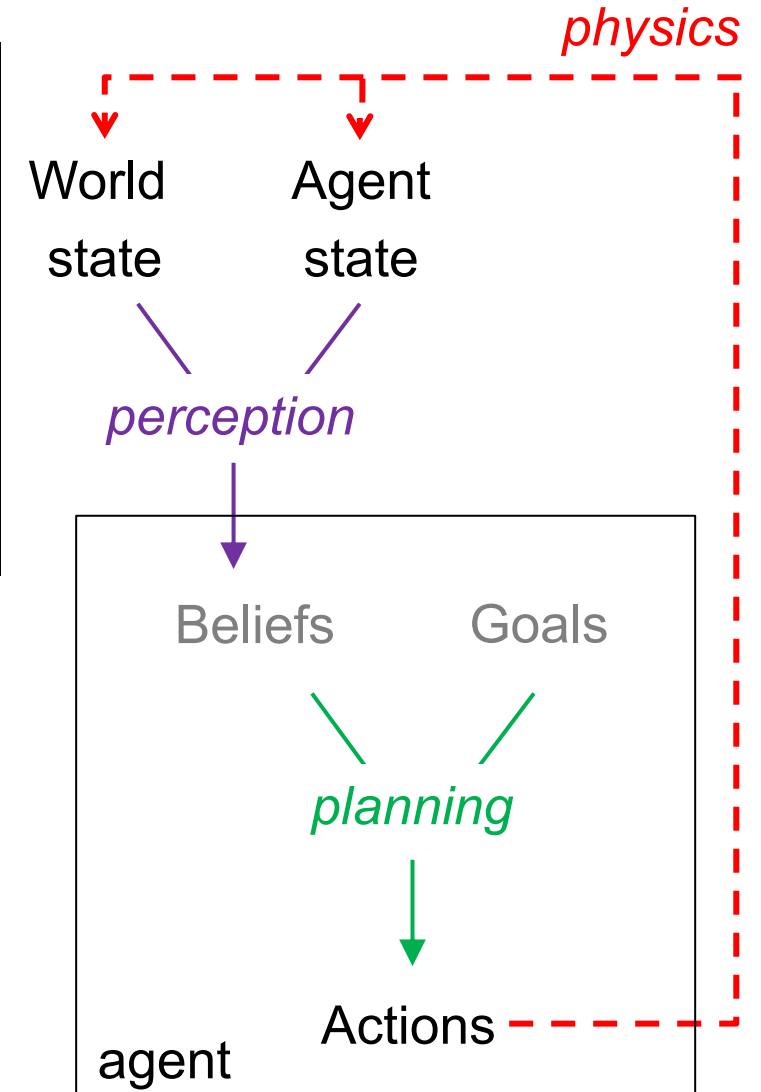 physics
World Agent
state state
perception
Beliefs Goals
planning
Actions
agent